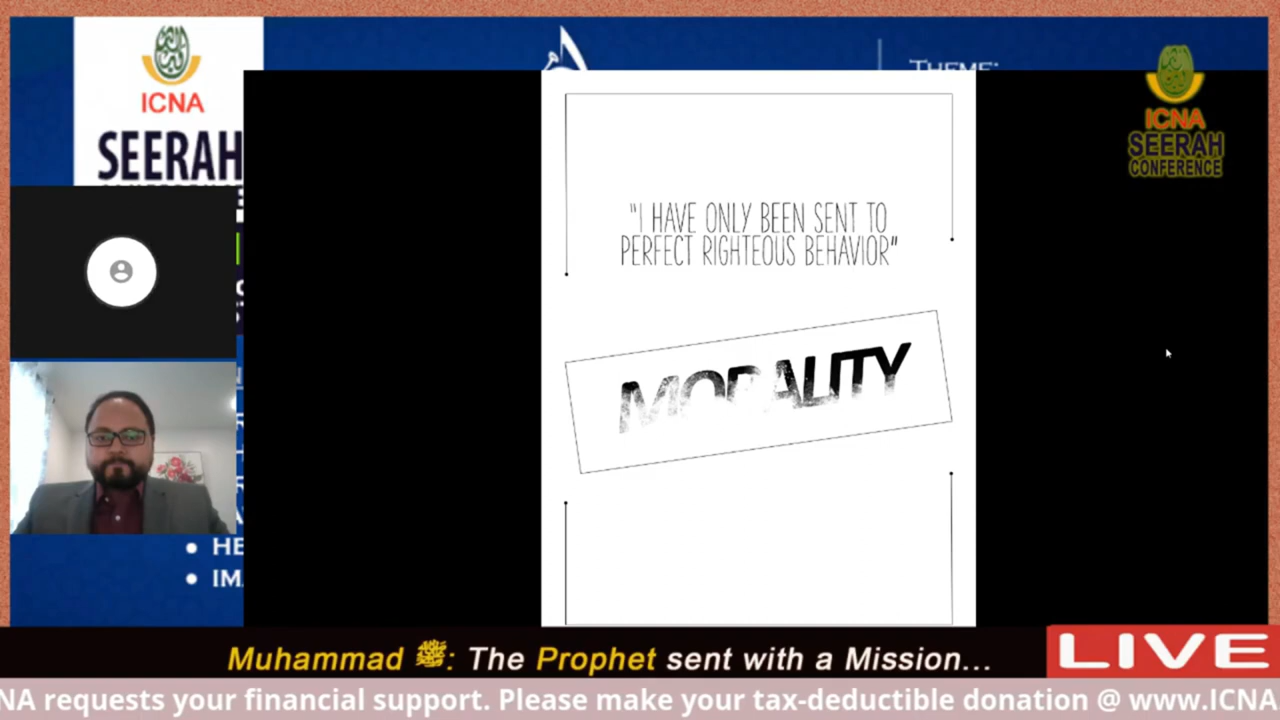 ICNA
SEERAH
THEME:
ICNA
SEERAH
CONFERENCE
"I HAVE ONLY BEEN SENT TO
PERFECT RIGHTEOUS BEHAVIOR"
MORALITY
• HE
• IM
Muhammad ﷺ: The Prophet sent with a Mission...
LIVE
NA requests your financial support. Please make your tax-deductible donation @ www.ICNA